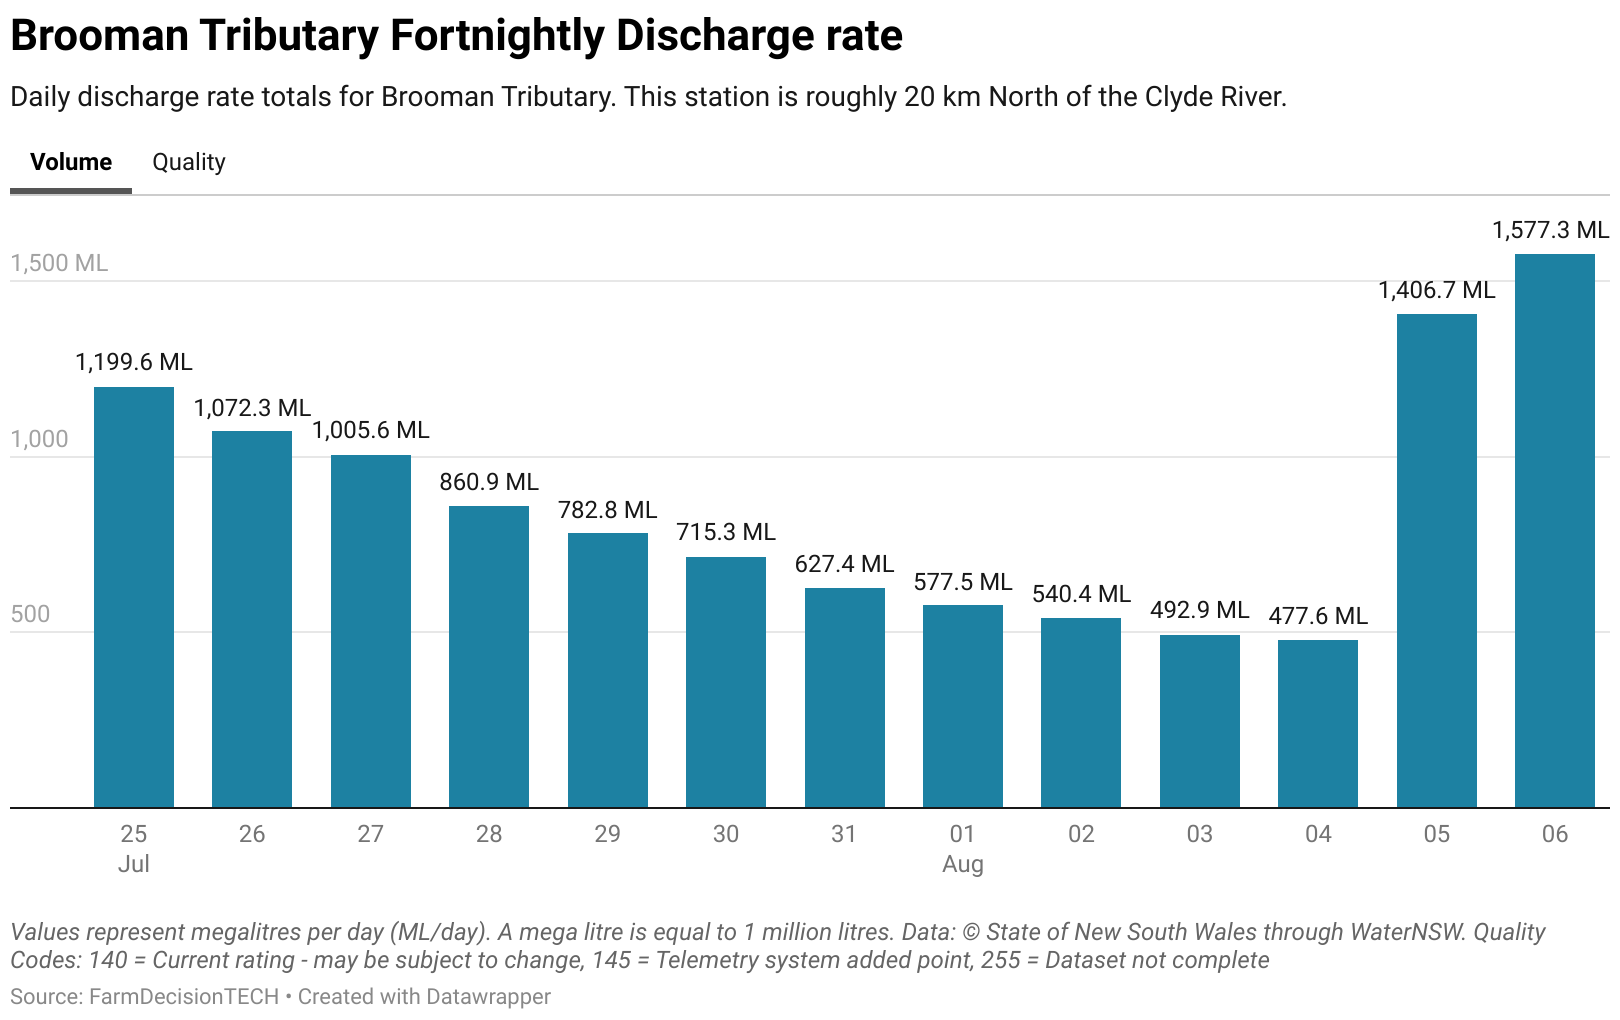 Brooman Tributary Fortnightly Discharge rate
Daily discharge rate totals for Brooman Tributary. This station is roughly 20 km North of the Clyde River.
Volume Quality
1,577.3 ML
1,500 ML
1,406.7 ML
1,199.6 ML
1,072.3 ML
1,005.6 ML
1,000
860.9 ML
782.8 ML
715.3 ML
627.4 ML
577.5 ML
540.4 ML
492.9 ML
477.6 ML
500
25 26 27 28 29 30 31 01 02 03 04 05 06
Jul Aug
Values represent megalitres per day (ML/day). A mega litre is equal to 1 million litres. Data: © State of New South Wales through WaterNSW. Quality
Codes: 140 = Current rating - may be subject to change, 145 = Telemetry system added point, 255 = Dataset not complete
Source: FarmDecisionTECH • Created with Datawrapper